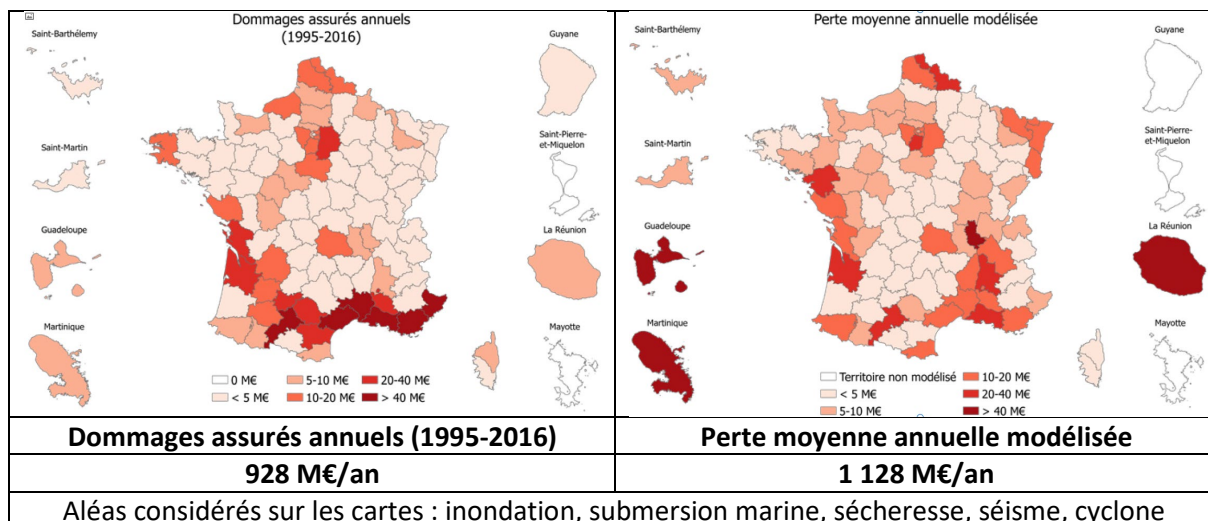 Dommages assurés annuels
(1995-2016)
Saint-Barthélemy
Guyane
Saint-Martin
Saint-Pierre-
et-Miquelon
Guadeloupe
La Réunion
Martinique
Mayotte
0 M€
5-10 M€
20-40 M€
< 5 M€
10-20 M€
> 40 M€
Perte moyenne annuelle modélisée
Saint-Barthélemy
Guyane
Saint-Martin
Saint-Pierre-
et-Miquelon
Guadeloupe
La Réunion
Martinique
Mayotte
Territoire non modélisé
10-20 M€
< 5 M€
20-40 M€
5-10 M€
> 40 M€
Dommages assurés annuels (1995-2016)
Perte moyenne annuelle modélisée
928 M€/an
1 128 M€/an
Aléas considérés sur les cartes : inondation, submersion marine, sécheresse, séisme, cyclone